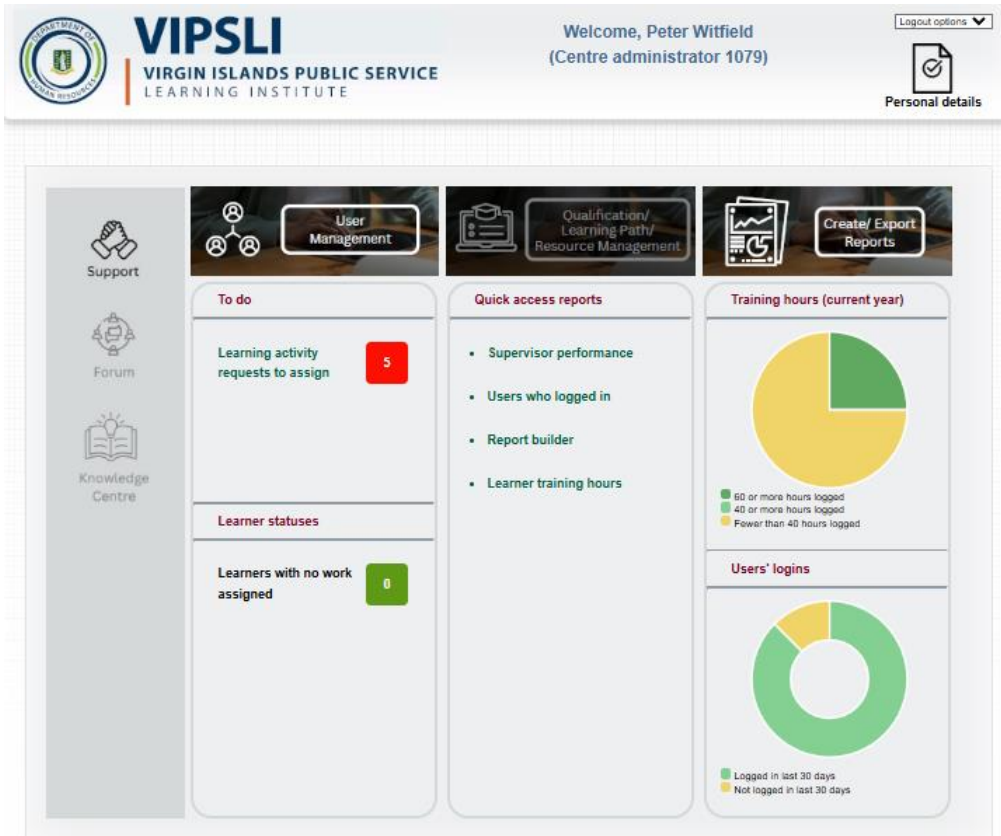 DEPARTMENT OF
HUMAN RESOURCES
VIPSLI
VIRGIN ISLANDS PUBLIC SERVICE
LEARNING INSTITUTE
Welcome, Peter Witfield
(Centre administrator 1079)
Logout options
Personal details
Support
Forum
Knowledge
Centre
User
Management
Qualification/
Learning Path/
Resource Management
Create/ Export
Reports
To do
Learning activity
requests to assign
5
Learner statuses
Learners with no work
assigned
0
Quick access reports
• Supervisor performance
• Users who logged in
• Report builder
• Learner training hours
Training hours (current year)
60 or more hours logged
40 or more hours logged
Fewer than 40 hours logged
Users' logins
Logged in last 30 days
Not logged in last 30 days